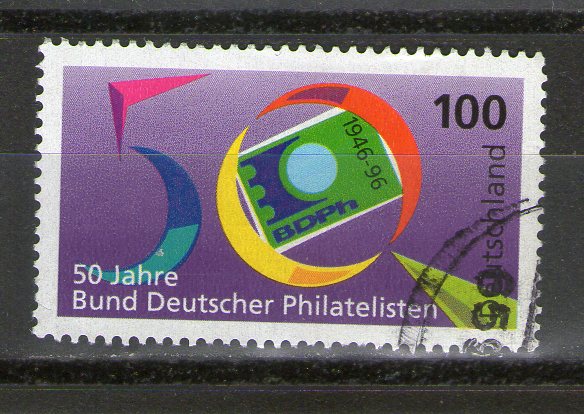 100
Deutschland
1946-96
BDPh
50 Jahre
Bund Deutscher Philatelisten